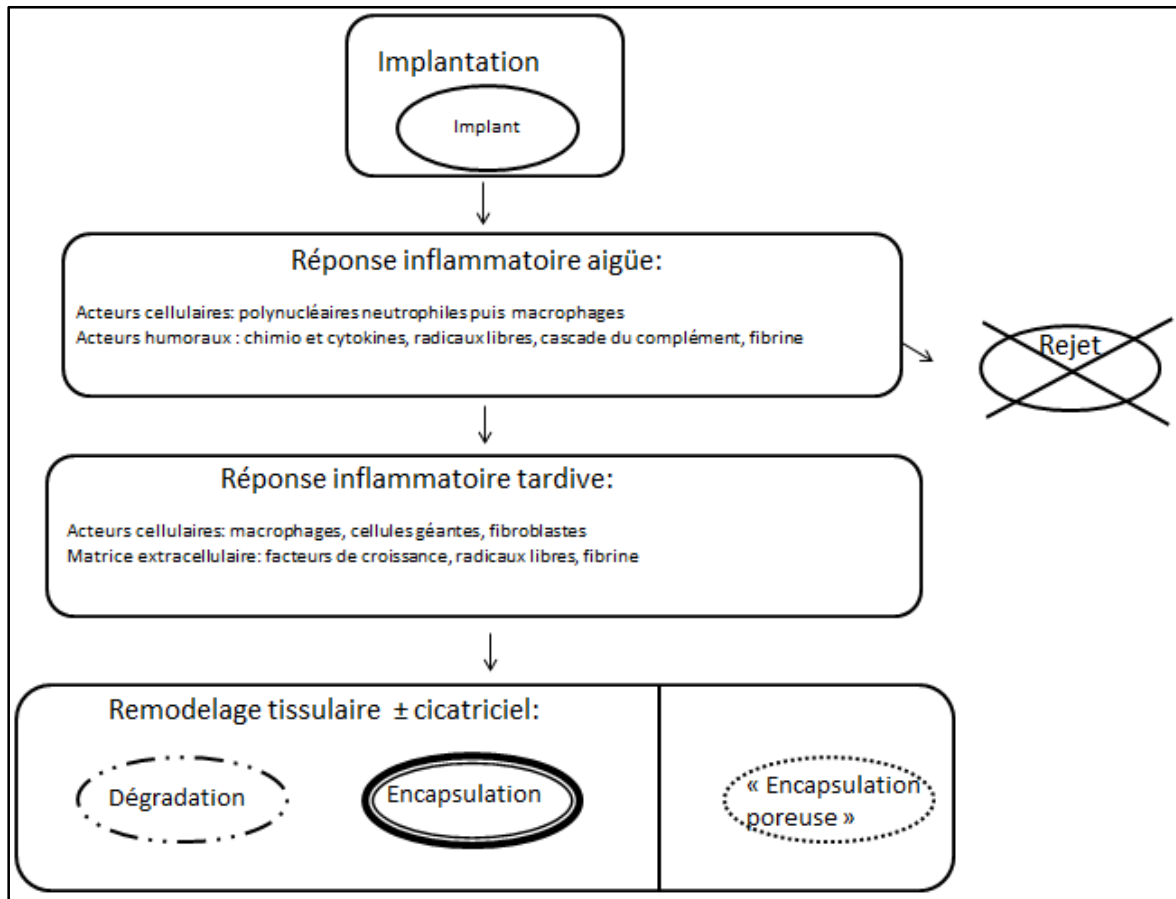 Implantation
Implant
Réponse inflammatoire aigüe:
Acteurs cellulaires: polynucléaires neutrophiles puis macrophages
Acteurs humoraux : chimio et cytokines, radicaux libres, cascade du complément, fibrine
Rejet
Réponse inflammatoire tardive:
Acteurs cellulaires: macrophages, cellules géantes, fibroblastes
Matrice extracellulaire: facteurs de croissance, radicaux libres, fibrine
Remodelage tissulaire ± cicatriciel:
Dégradation
Encapsulation
« Encapsulation
poreuse »